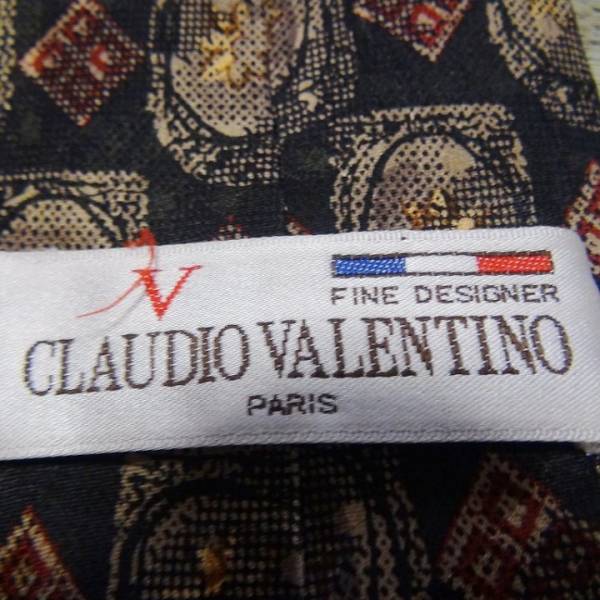 V
FINE DESIGNER
CLAUDIO VALENTINO
PARIS